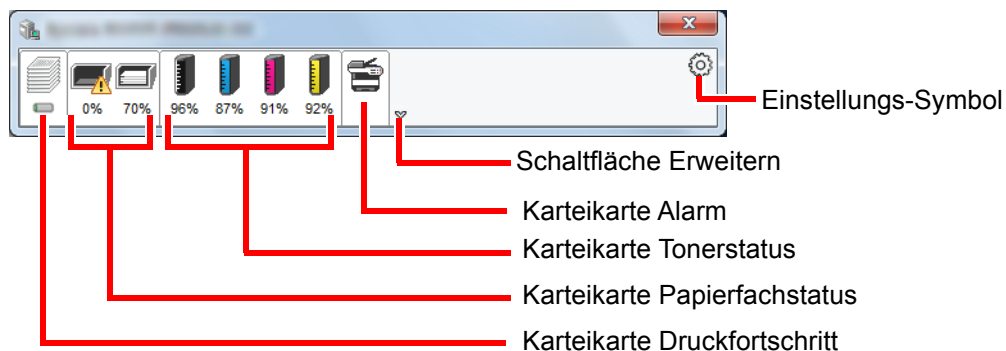 0% 70% 96% 87% 91% 92%
Einstellungs-Symbol
Schaltfläche Erweitern
Karteikarte Alarm
Karteikarte Tonerstatus
Karteikarte Papierfachstatus
Karteikarte Druckfortschritt